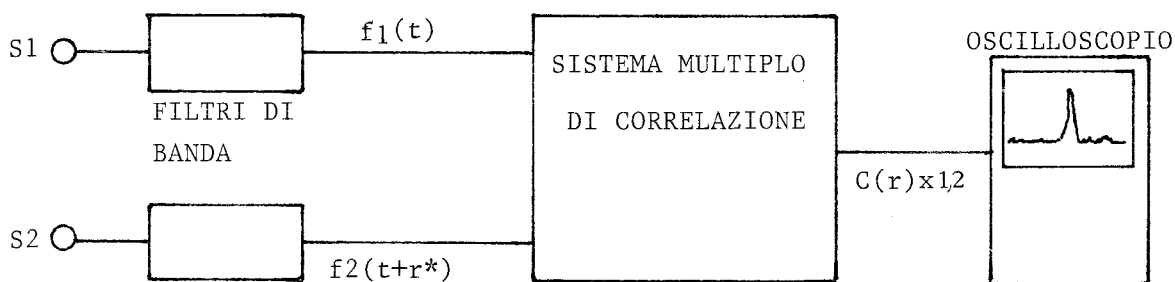 S1
f1(t)
FILTRI DI
BANDA
S2
f2(t+r*)
SISTEMA MULTIPLO
DI CORRELAZIONE
C(r)x1,2
OSCILLOSCOPIO